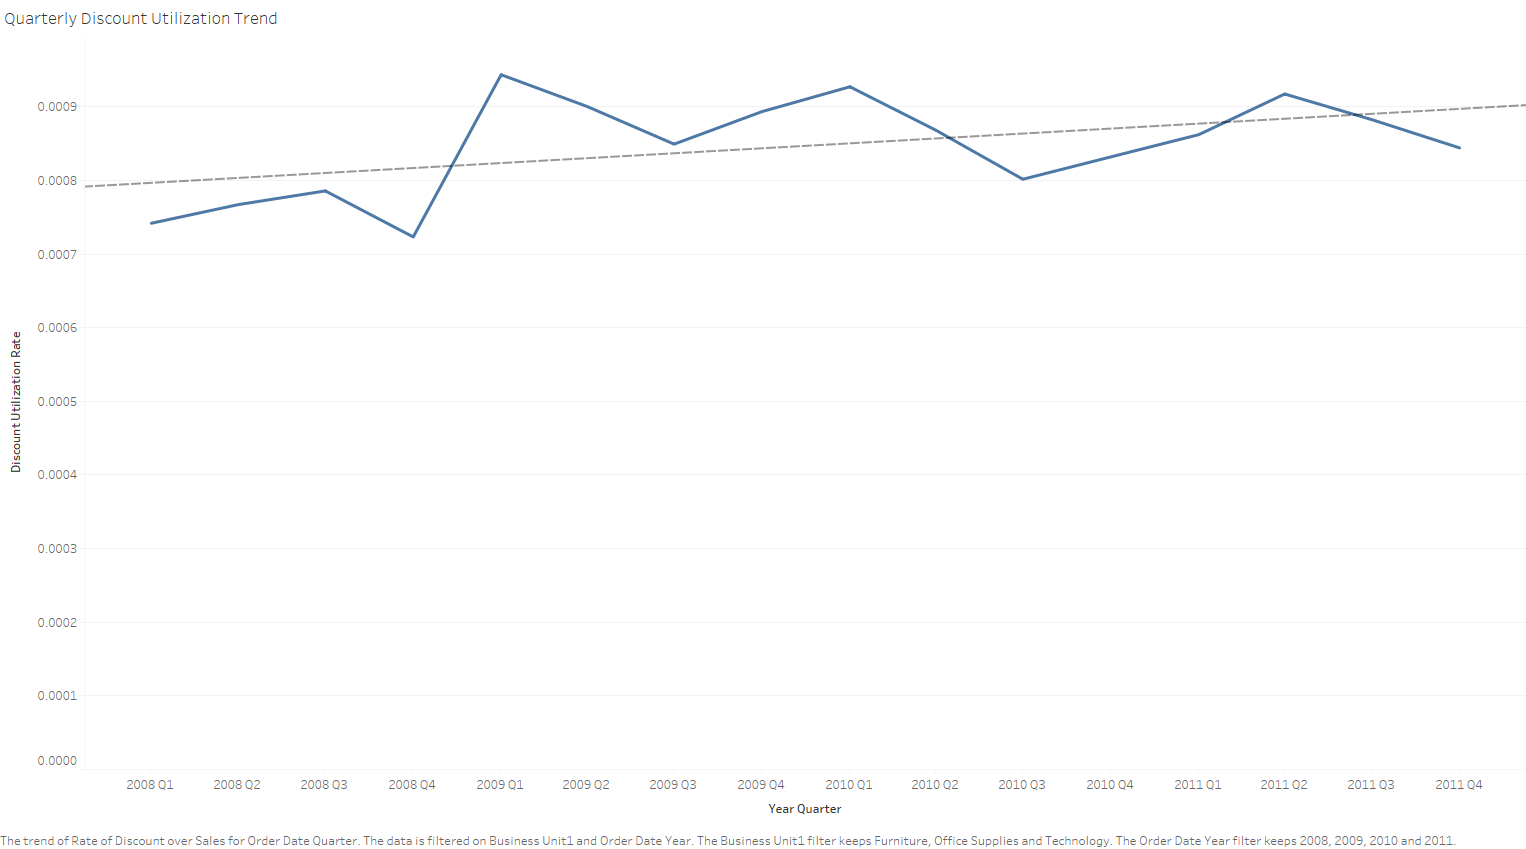 Quarterly Discount Utilization Trend
0.0009
0.0008
0.0007
0.0006
0.0005
0.0004
0.0003
0.0002
0.0001
0.0000
Discount Utilization Rate
2008 Q1 2008 Q2 2008 Q3 2008 Q4 2009 Q1 2009 Q2 2009 Q3 2009 Q4 2010 Q1 2010 Q2 2010 Q3 2010 Q4 2011 Q1 2011 Q2 2011 Q3 2011 Q4
Year Quarter
The trend of Rate of Discount over Sales for Order Date Quarter. The data is filtered on Business Unit1 and Order Date Year. The Business Unit1 filter keeps Furniture, Office Supplies and Technology. The Order Date Year filter keeps 2008, 2009, 2010 and 2011.